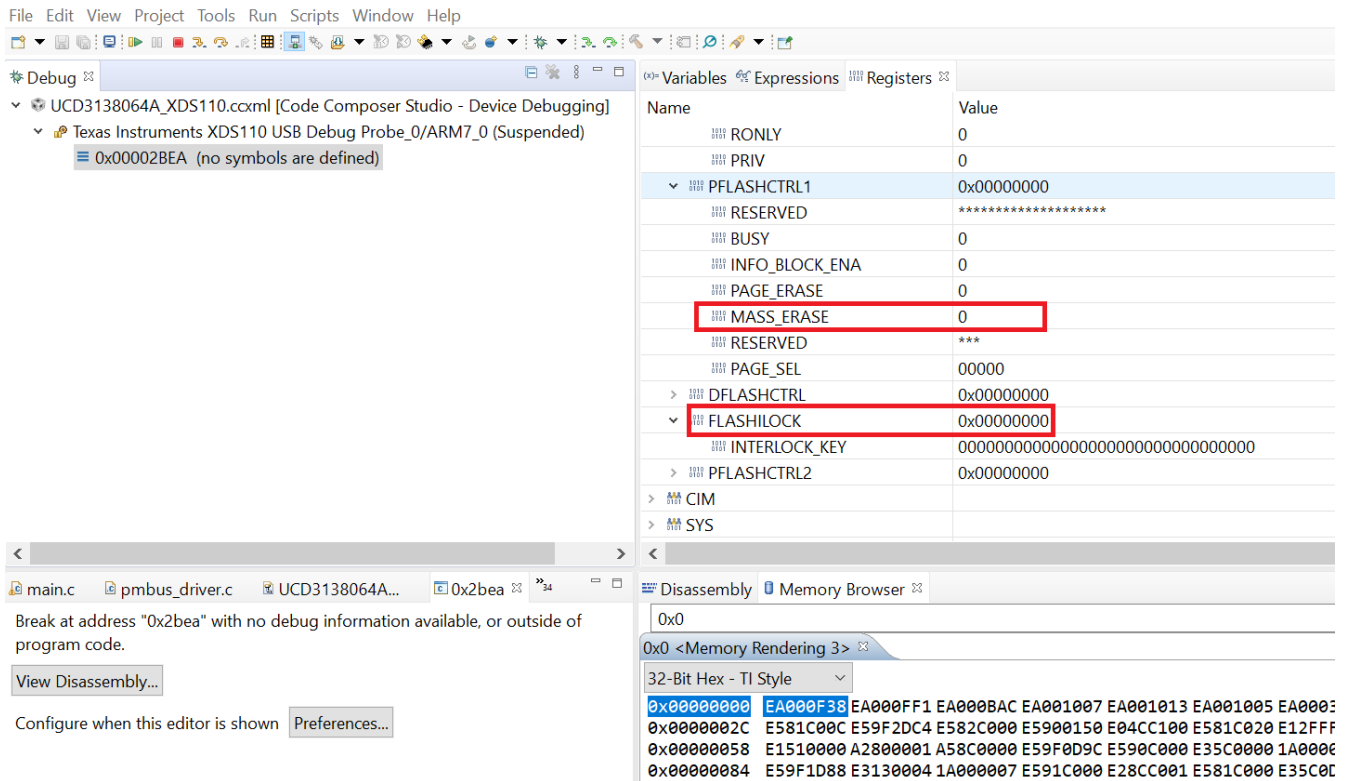 File Edit View Project Tools Run Scripts Window Help
Debug
UCD3138064A_XDS110.ccxml [Code Composer Studio - Device Debugging]
Texas Instruments XDS110 USB Debug Probe_0/ARM7_0 (Suspended)
0x00002BEA (no symbols are defined)
(x)= Variables Expressions Registers
Name Value
RONLY 0
PRIV 0
PFLASHCTRL1 0x00000000
RESERVED ********************
BUSY 0
INFO_BLOCK_ENA 0
PAGE_ERASE 0
MASS_ERASE 0
RESERVED ***
PAGE_SEL 00000
DFLASHCTRL 0x00000000
FLASHILOCK 0x00000000
INTERLOCK_KEY 00000000000000000000000000000000
PFLASHCTRL2 0x00000000
CIM
SYS
main.c pmbus_driver.c UCD3138064A... 0x2bea »34
Break at address "0x2bea" with no debug information available, or outside of
program code.
View Disassembly...
Configure when this editor is shown Preferences...
Disassembly Memory Browser
0x0
0x0 <Memory Rendering 3>
32-Bit Hex - TI Style
0x00000000 EA000F38 EA000FF1 EA000BAC EA001007 EA001013 EA001005 EA0003
0x0000002C E581C00C E59F2DC4 E582C000 E5900150 E04CC100 E581C020 E12FFF
0x00000058 E1510000 A2800001 A58C0000 E59F0D9C E590C000 E35C0000 1A0000
0x00000084 E59F1D88 E3130004 1A000007 E591C000 E28CC001 E581C000 E35C0D